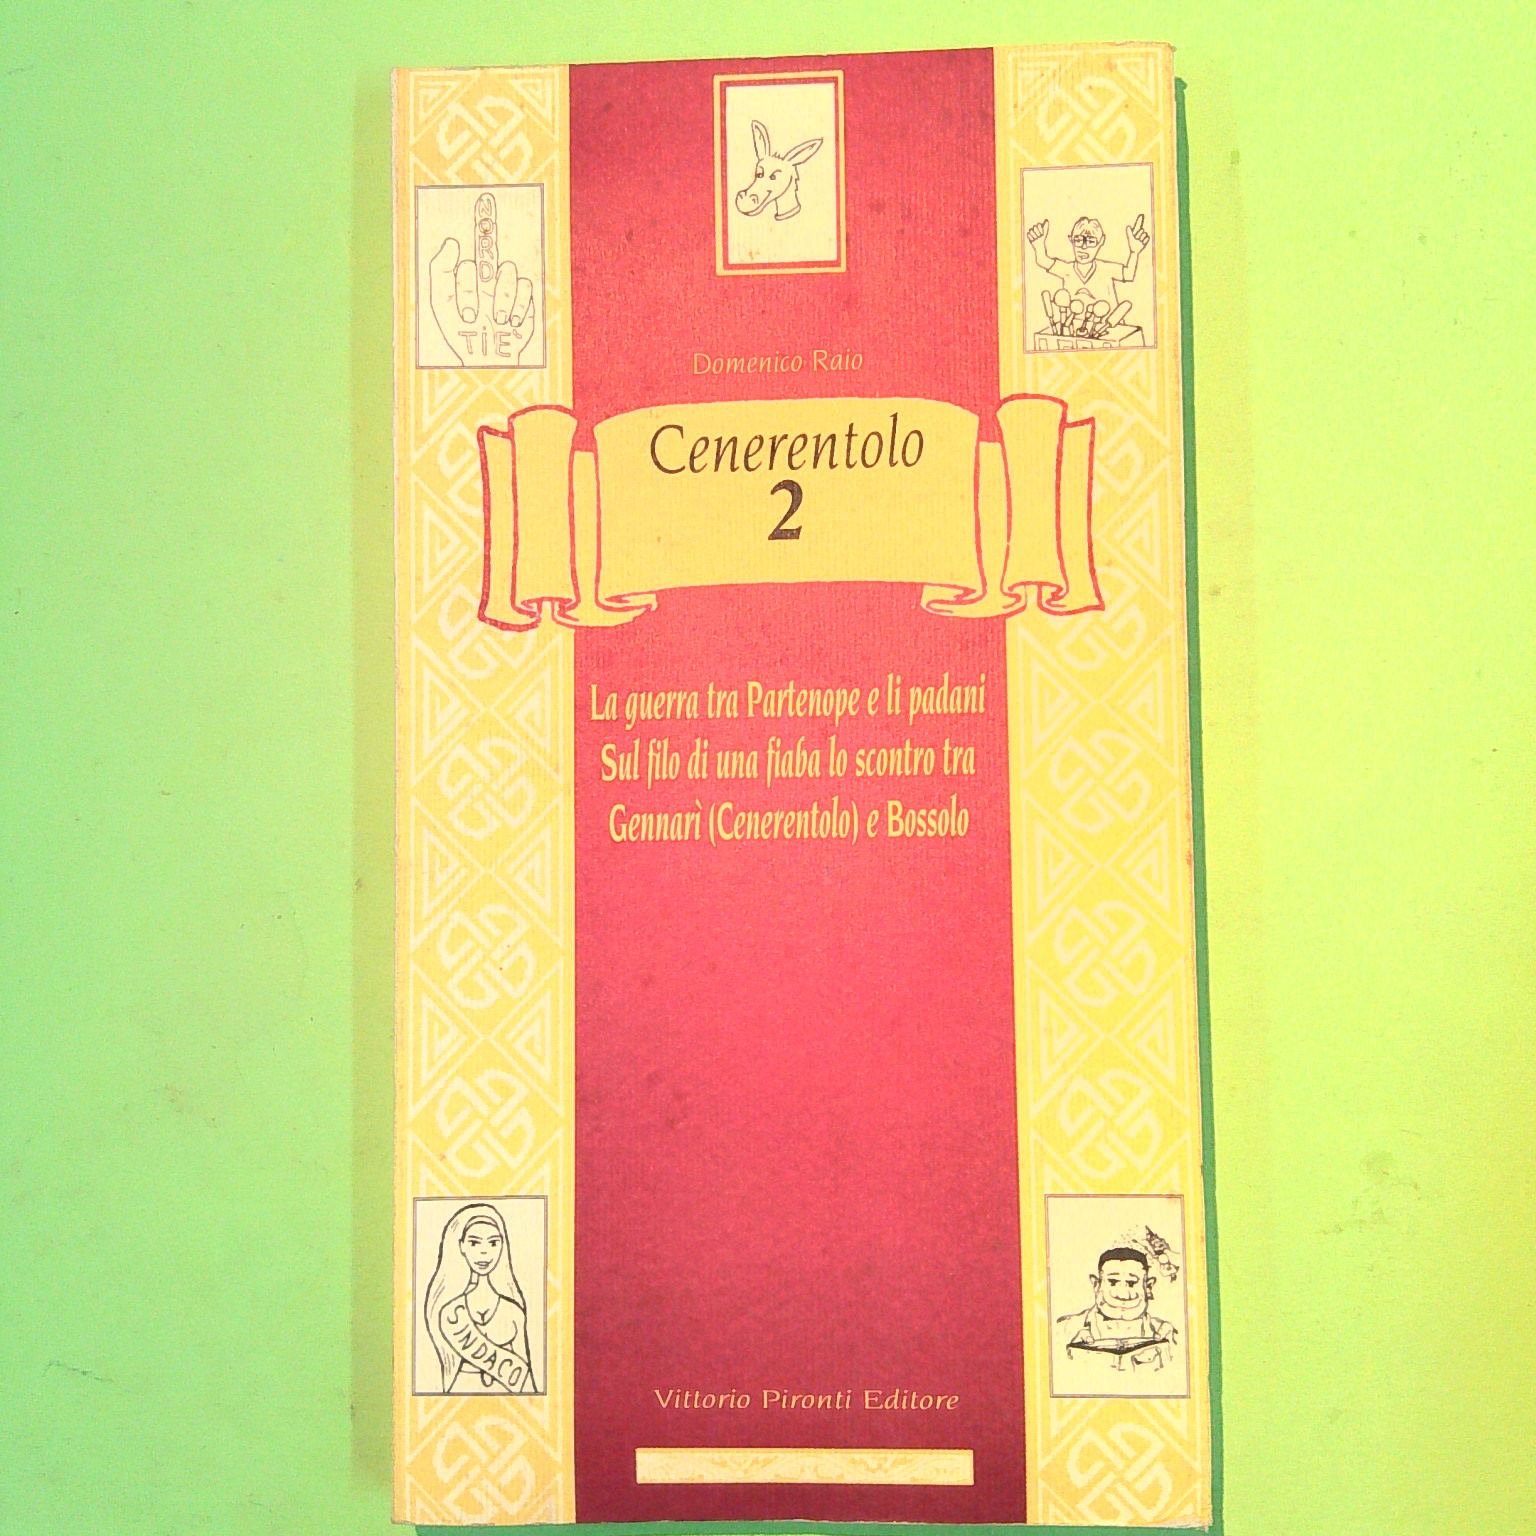 NORD
TIE'
Domenico Raio
Cenerentolo
2
La guerra tra Partenope e li padani
Sul filo di una fiaba lo scontro tra
Gennarì (Cenerentolo) e Bossolo
SINDACO
Vittorio Pironti Editore